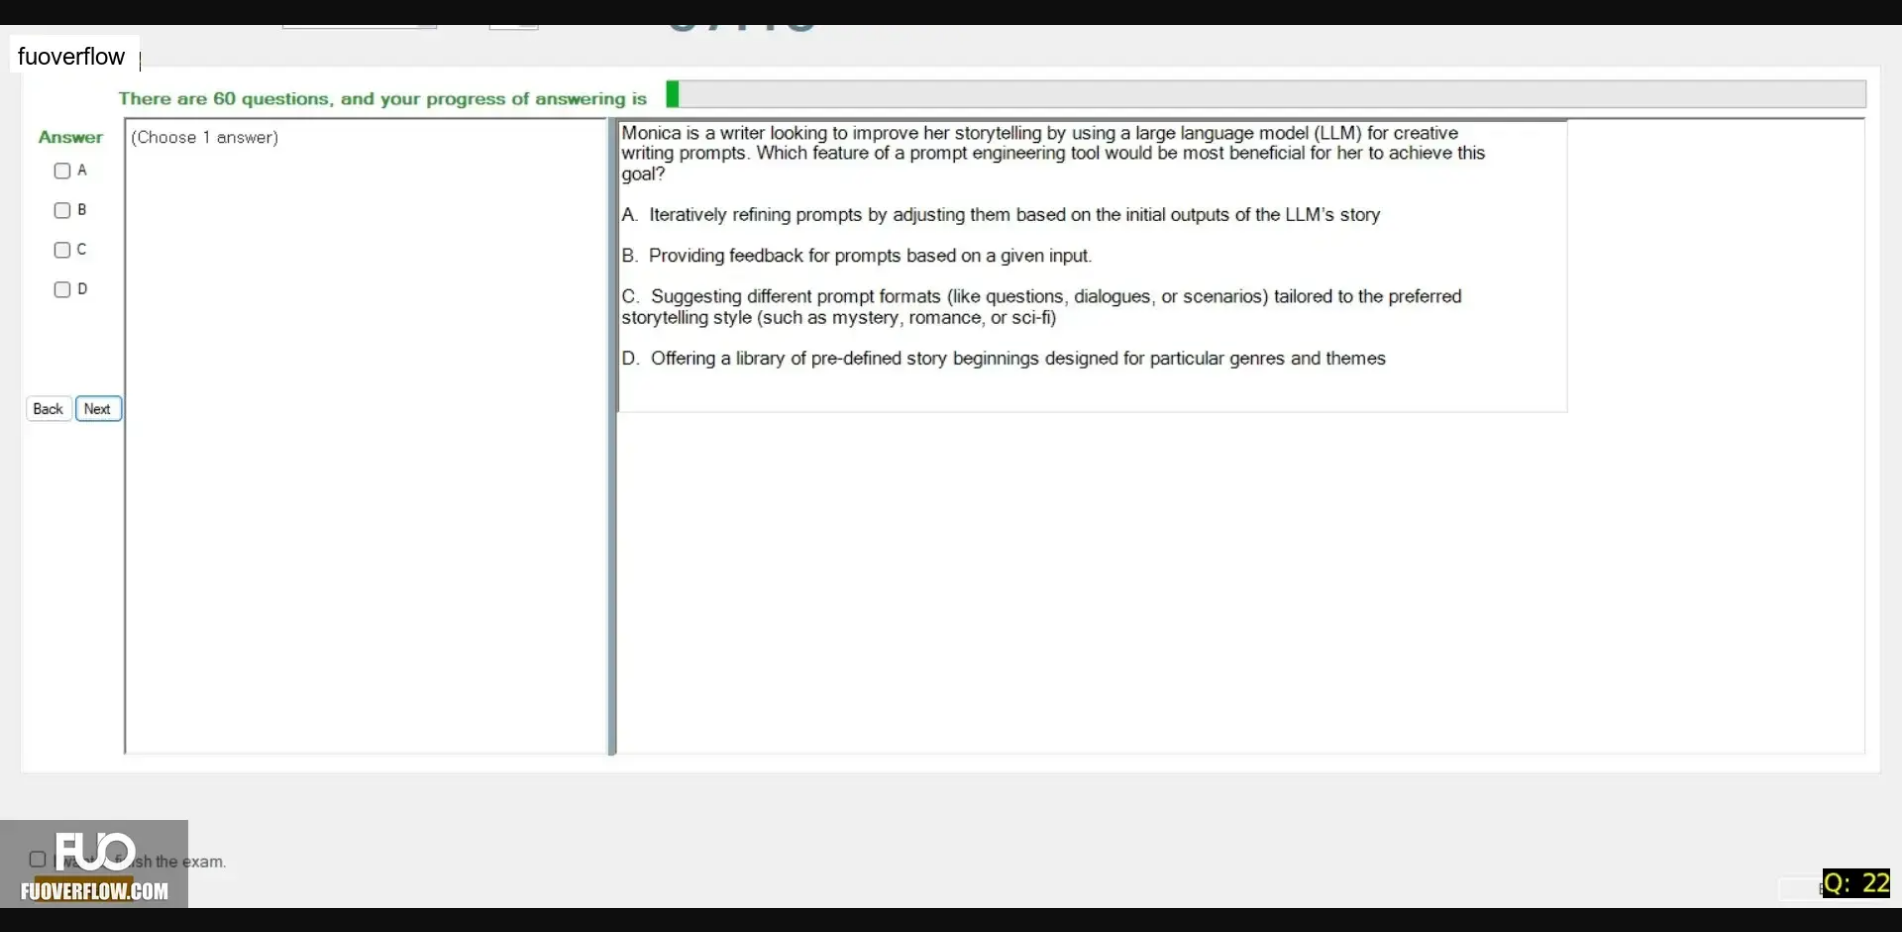 fuoverflow
There are 60 questions, and your progress of answering is
Answer
(Choose 1 answer)
A
B
C
D
Back
Next
Monica is a writer looking to improve her storytelling by using a large language model (LLM) for creative
writing prompts. Which feature of a prompt engineering tool would be most beneficial for her to achieve this
goal?
A. Iteratively refining prompts by adjusting them based on the initial outputs of the LLM's story
B. Providing feedback for prompts based on a given input.
C. Suggesting different prompt formats (like questions, dialogues, or scenarios) tailored to the preferred
storytelling style (such as mystery, romance, or sci-fi)
D. Offering a library of pre-defined story beginnings designed for particular genres and themes
FUO
the exam.
FUOVERFLOW.COM
Q: 22